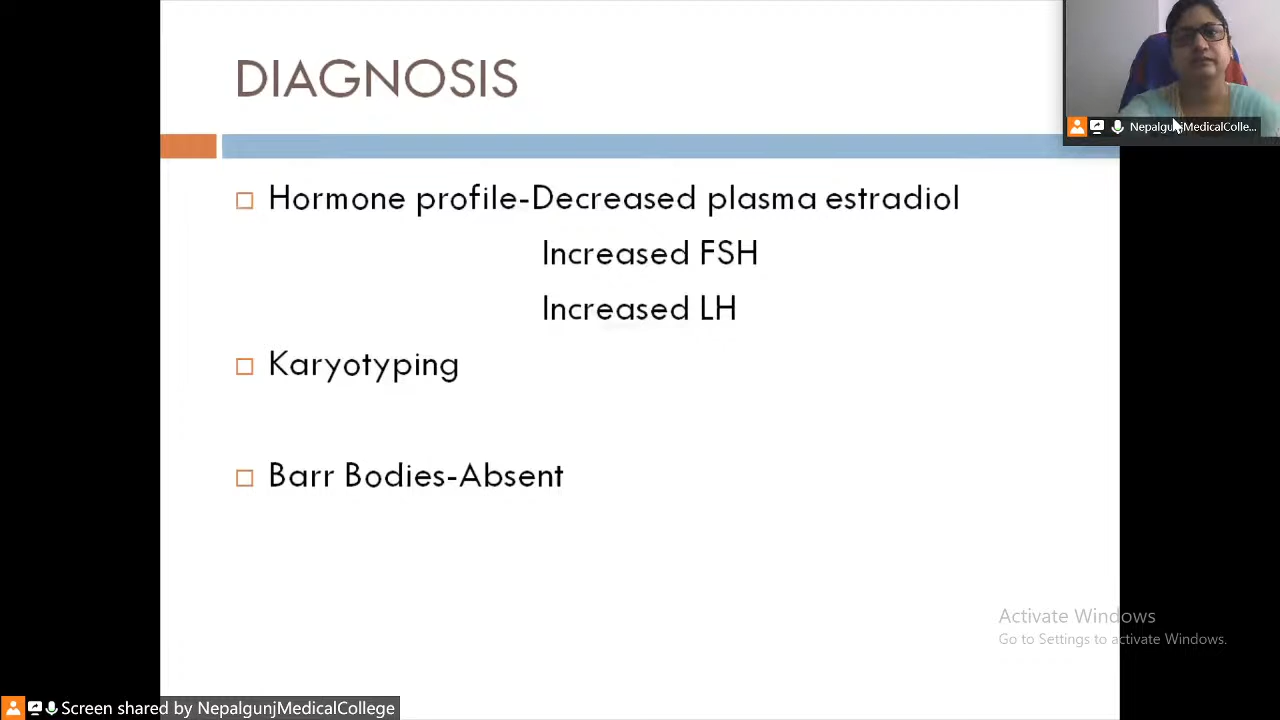 DIAGNOSIS
NepalgunjMedicalColle...
Hormone profile-Decreased plasma estradiol
Increased FSH
Increased LH
Karyotyping
Barr Bodies-Absent
Activate Windows
Go to Settings to activate Windows.
Screen shared by NepalgunjMedicalCollege